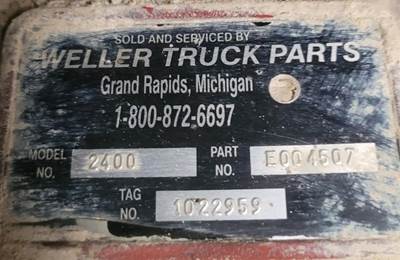 SOLD AND SERVICED BY
WELLER TRUCK PARTS
Grand Rapids, Michigan
1-800-872-6697
MODEL NO. 2400 PART NO. E004507
TAG NO. 1022959